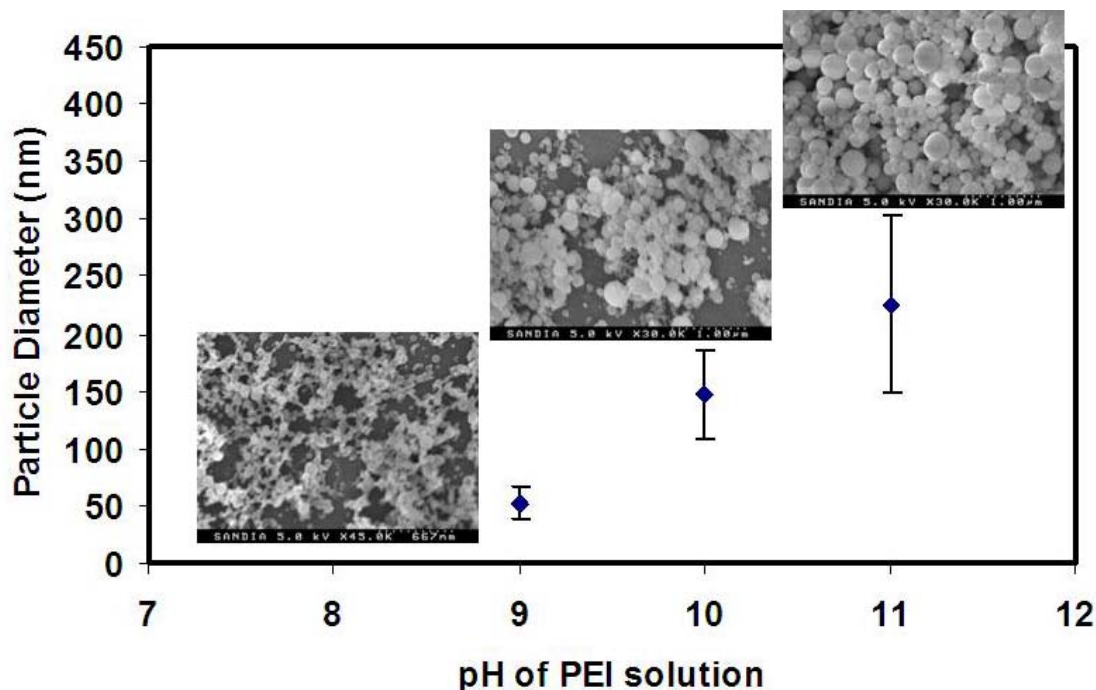 450
400
350
300
250
200
150
100
50
0
Particle Diameter (nm)
SANDIA 5.0 kV X45.0K 667nm
SANDIA 5.0 kV X30.0K 1.00µm
SANDIA 5.0 kV X30.0K 1.00µm
7 8 9 10 11 12
pH of PEI solution